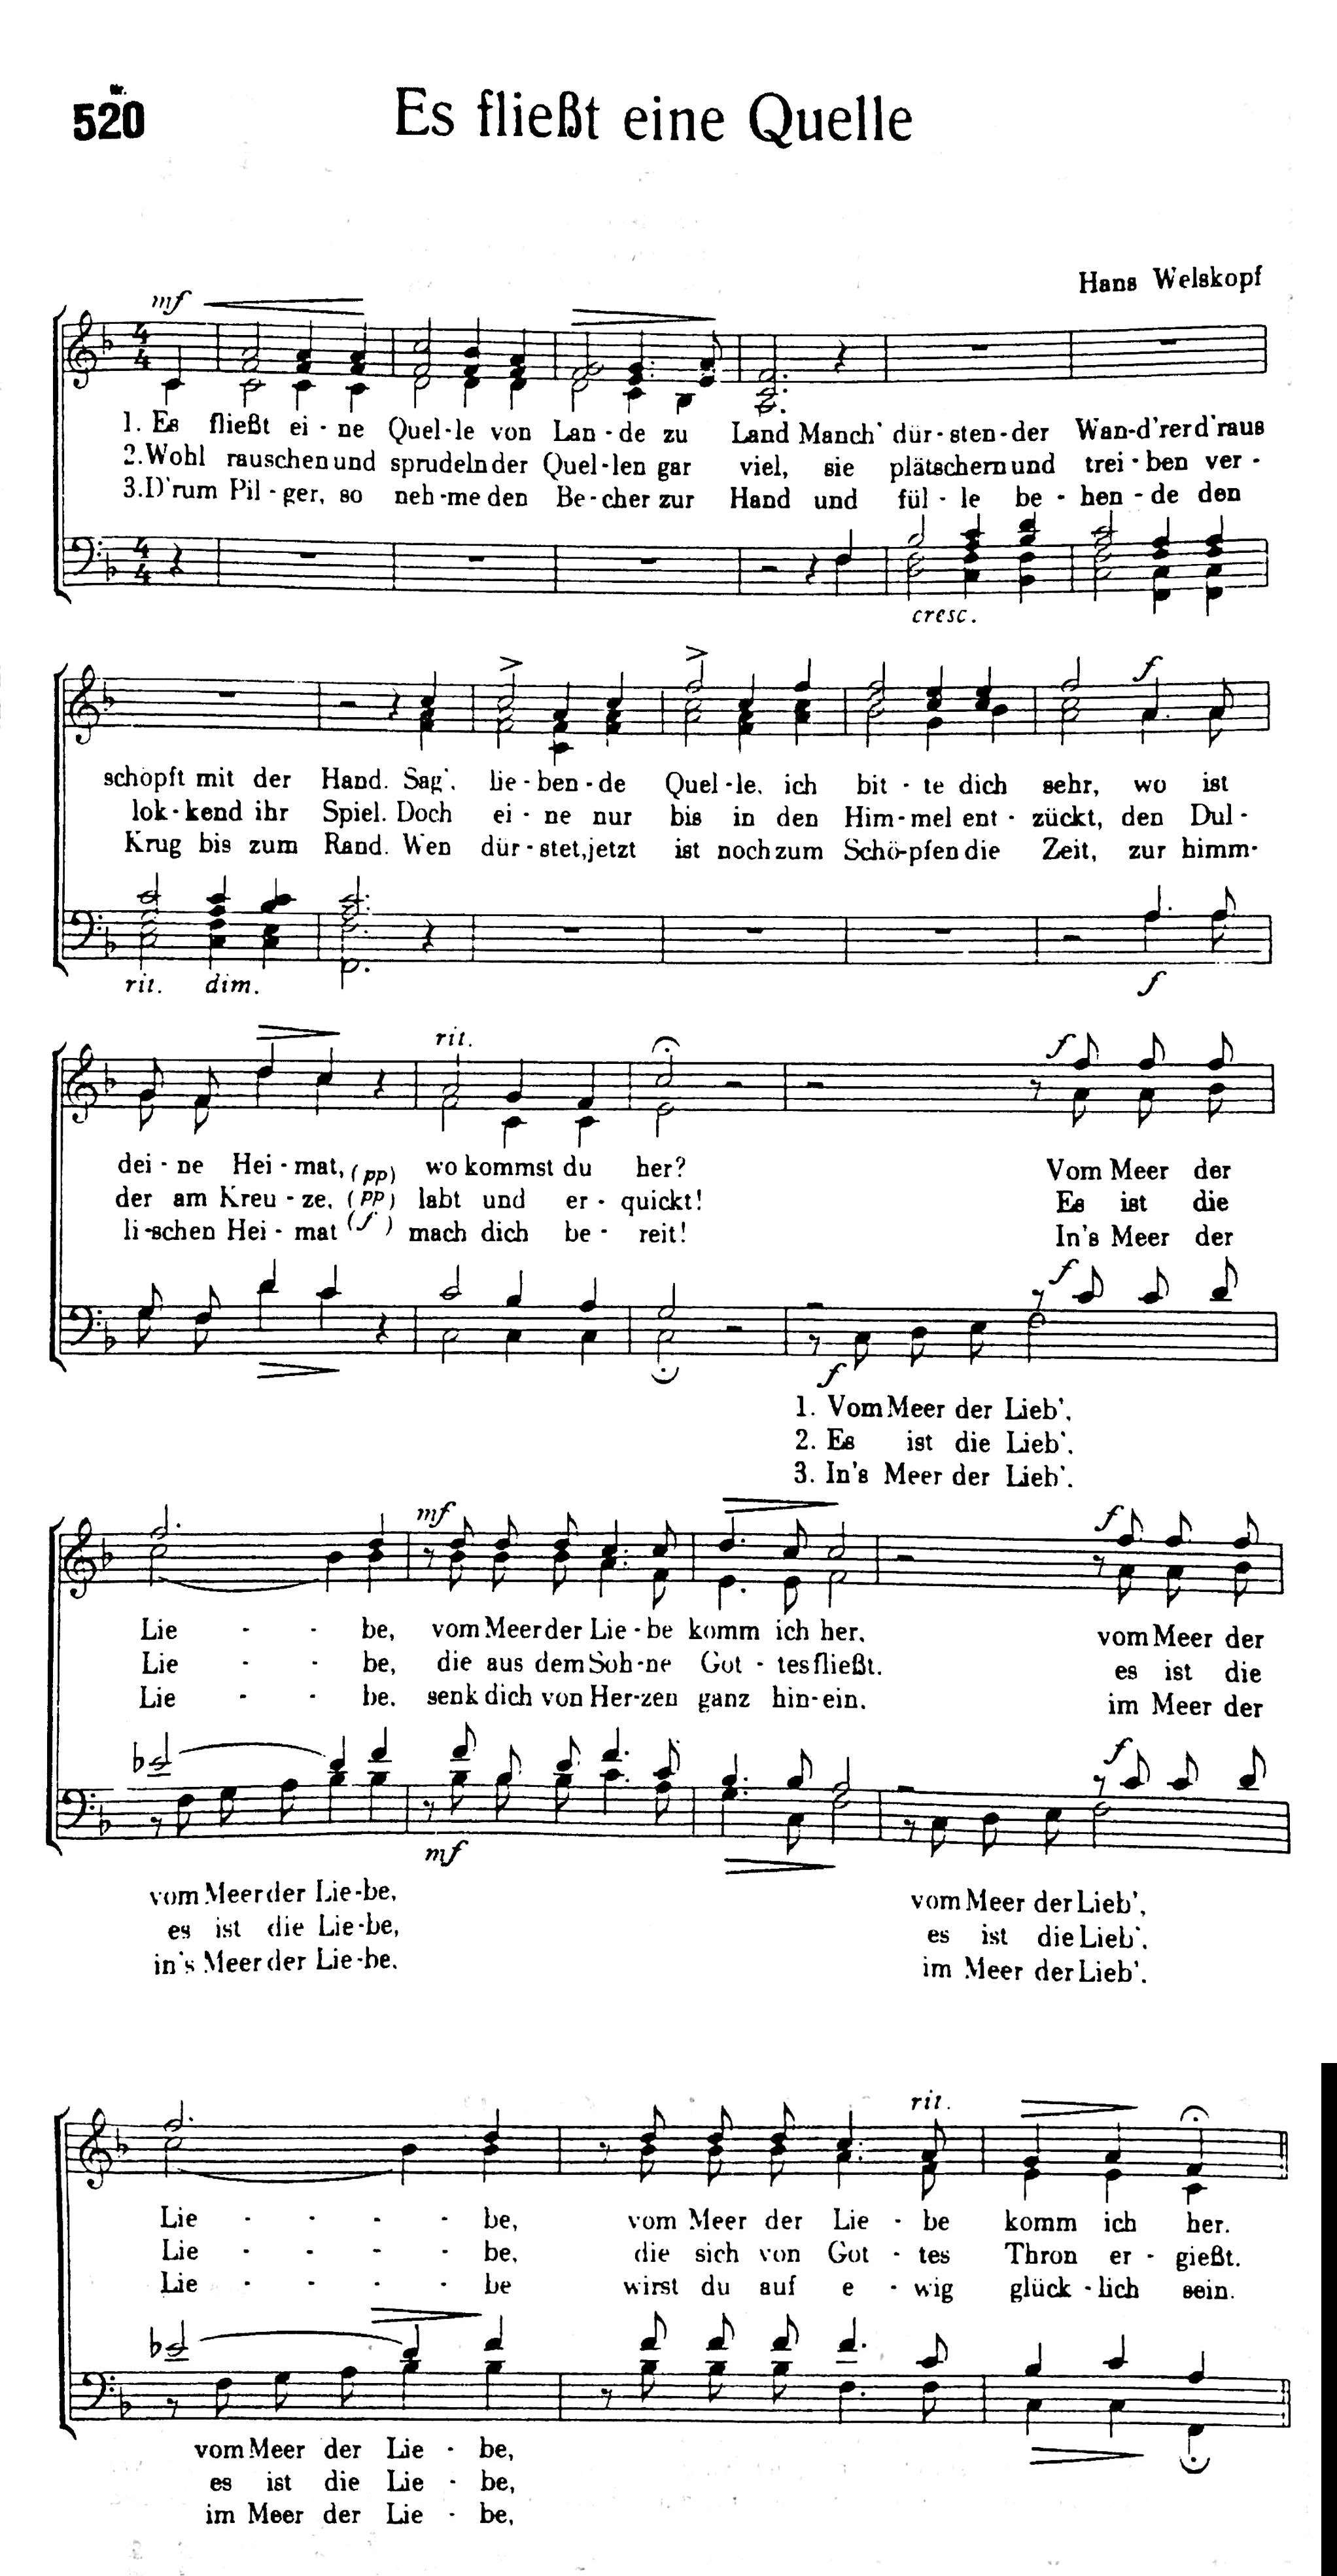 Nr.
520
Es fließt eine Quelle
Hans Welskopf
mf
1. Es fließt ei - ne Quel - le von Lan - de zu Land Manch' dür - sten - der Wan - d'rer d'raus
2. Wohl rauschen und sprudeln der Quel - len gar viel, sie plätschern und trei - ben ver -
3. D'rum Pil - ger, so neh - me den Be - cher zur Hand und fül - le be - hen - de den
cresc.
f
schöpft mit der Hand. Sag', lie - ben - de Quel - le, ich bit - te dich sehr, wo ist
lok - kend ihr Spiel. Doch ei - ne nur bis in den Him - mel ent - zückt, den Dul -
Krug bis zum Rand. Wen dür - stet, jetzt ist noch zum Schö - pfen die Zeit, zur himm -
rit. dim. f
rit. f
dei - ne Hei - mat, (pp) wo kommst du her? Vom Meer der
der am Kreu - ze, (pp) labt und er - quickt! Es ist die
li - schen Hei - mat (f) mach dich be - reit! In's Meer der
f
f
1. Vom Meer der Lieb',
2. Es ist die Lieb',
3. In's Meer der Lieb',
mf f
Lie - - be, vom Meer der Lie - be komm ich her, vom Meer der
Lie - - be, die aus dem Soh - ne Got - tes fließt. es ist die
Lie - - be, senk dich von Her - zen ganz hin - ein, im Meer der
f
mf
vom Meer der Lie - be, vom Meer der Lieb',
es ist die Lie - be, es ist die Lieb',
in's Meer der Lie - be, im Meer der Lieb',
rit.
Lie - - - - be, vom Meer der Lie - be komm ich her.
Lie - - - - be, die sich von Got - tes Thron er - gießt.
Lie - - - - be wirst du auf e - wig glück - lich sein.
vom Meer der Lie - be,
es ist die Lie - be,
im Meer der Lie - be,